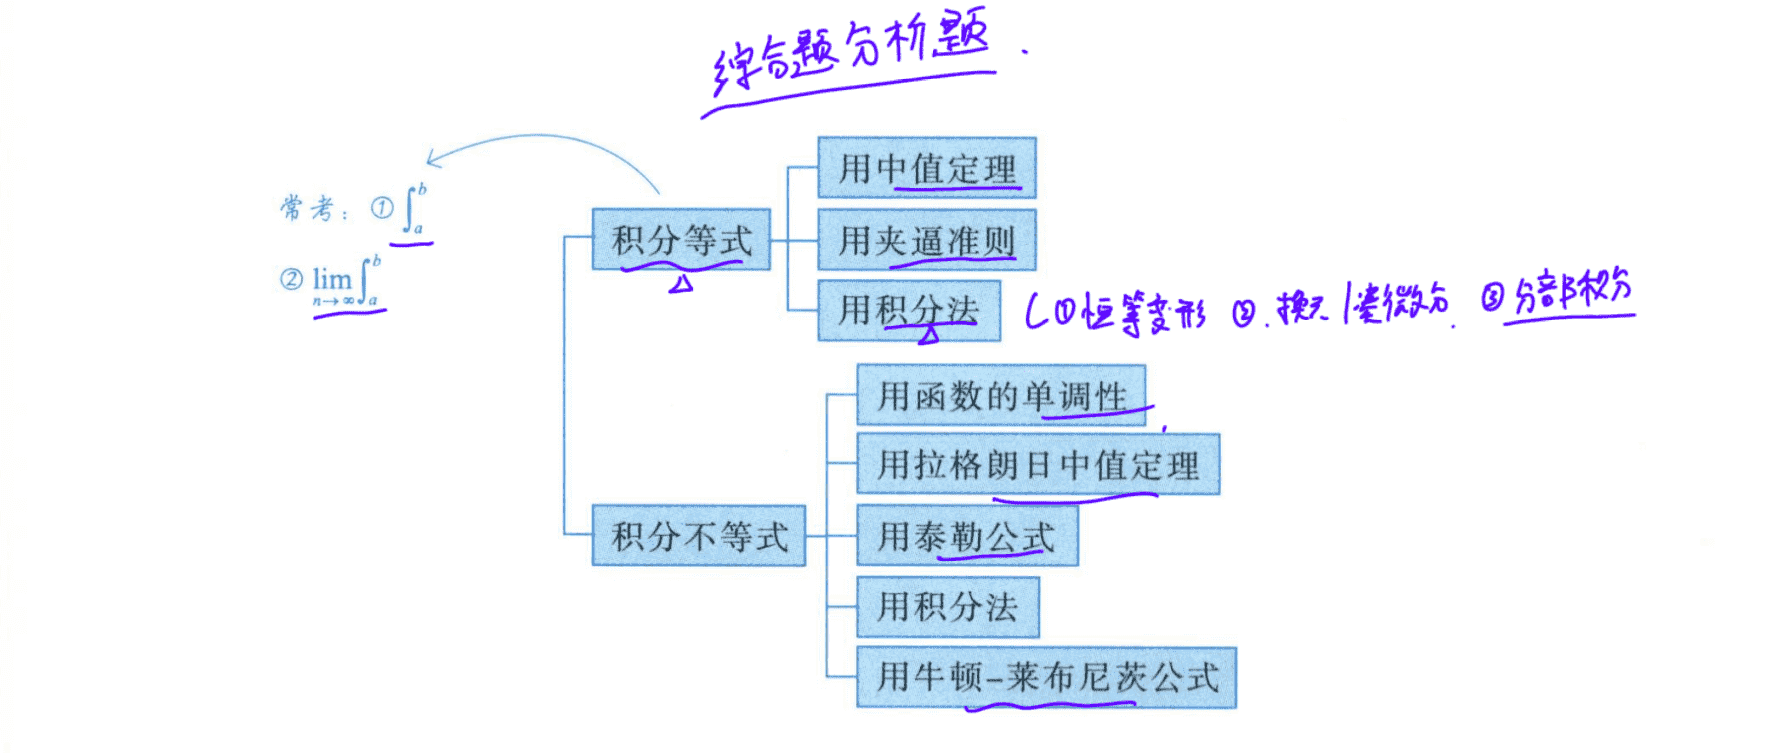 综合题分析题.
用中值定理
常考: ① ∫_a^b
积分等式
用夹逼准则
② lim_{n→∞} ∫_a^b
用积分法
(①恒等变形 ②.换元/凑微分. ③分部积分
用函数的单调性
用拉格朗日中值定理
积分不等式
用泰勒公式
用积分法
用牛顿-莱布尼茨公式